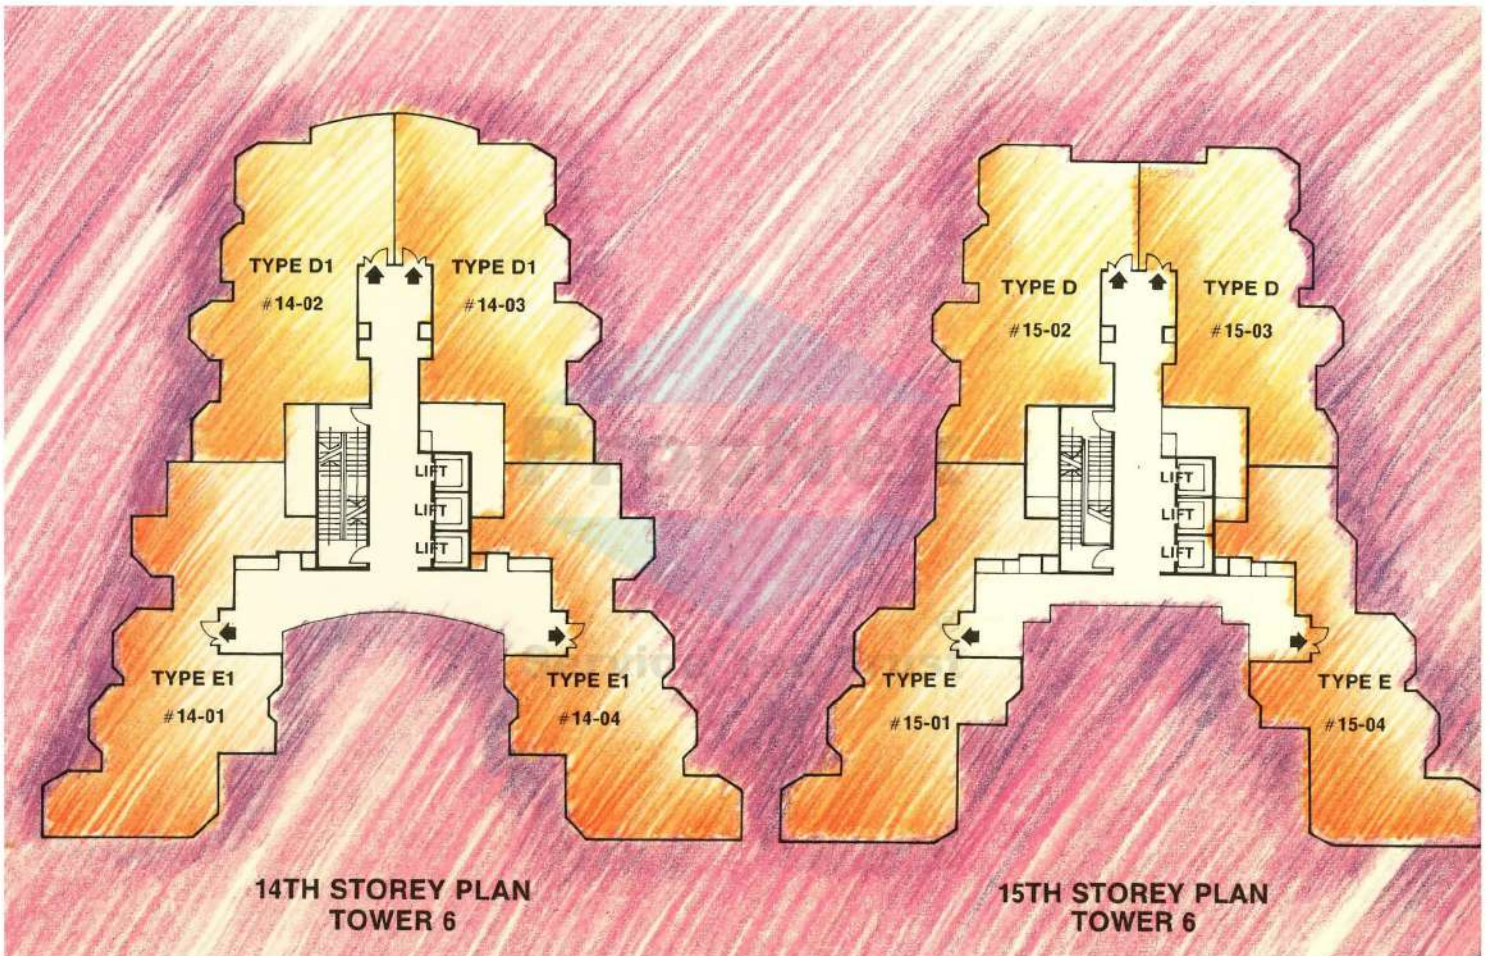 TYPE D1
#14-02
TYPE D1
#14-03
LIFT
LIFT
LIFT
TYPE E1
#14-01
TYPE E1
#14-04
14TH STOREY PLAN
TOWER 6
TYPE D
#15-02
TYPE D
#15-03
LIFT
LIFT
LIFT
TYPE E
#15-01
TYPE E
#15-04
15TH STOREY PLAN
TOWER 6